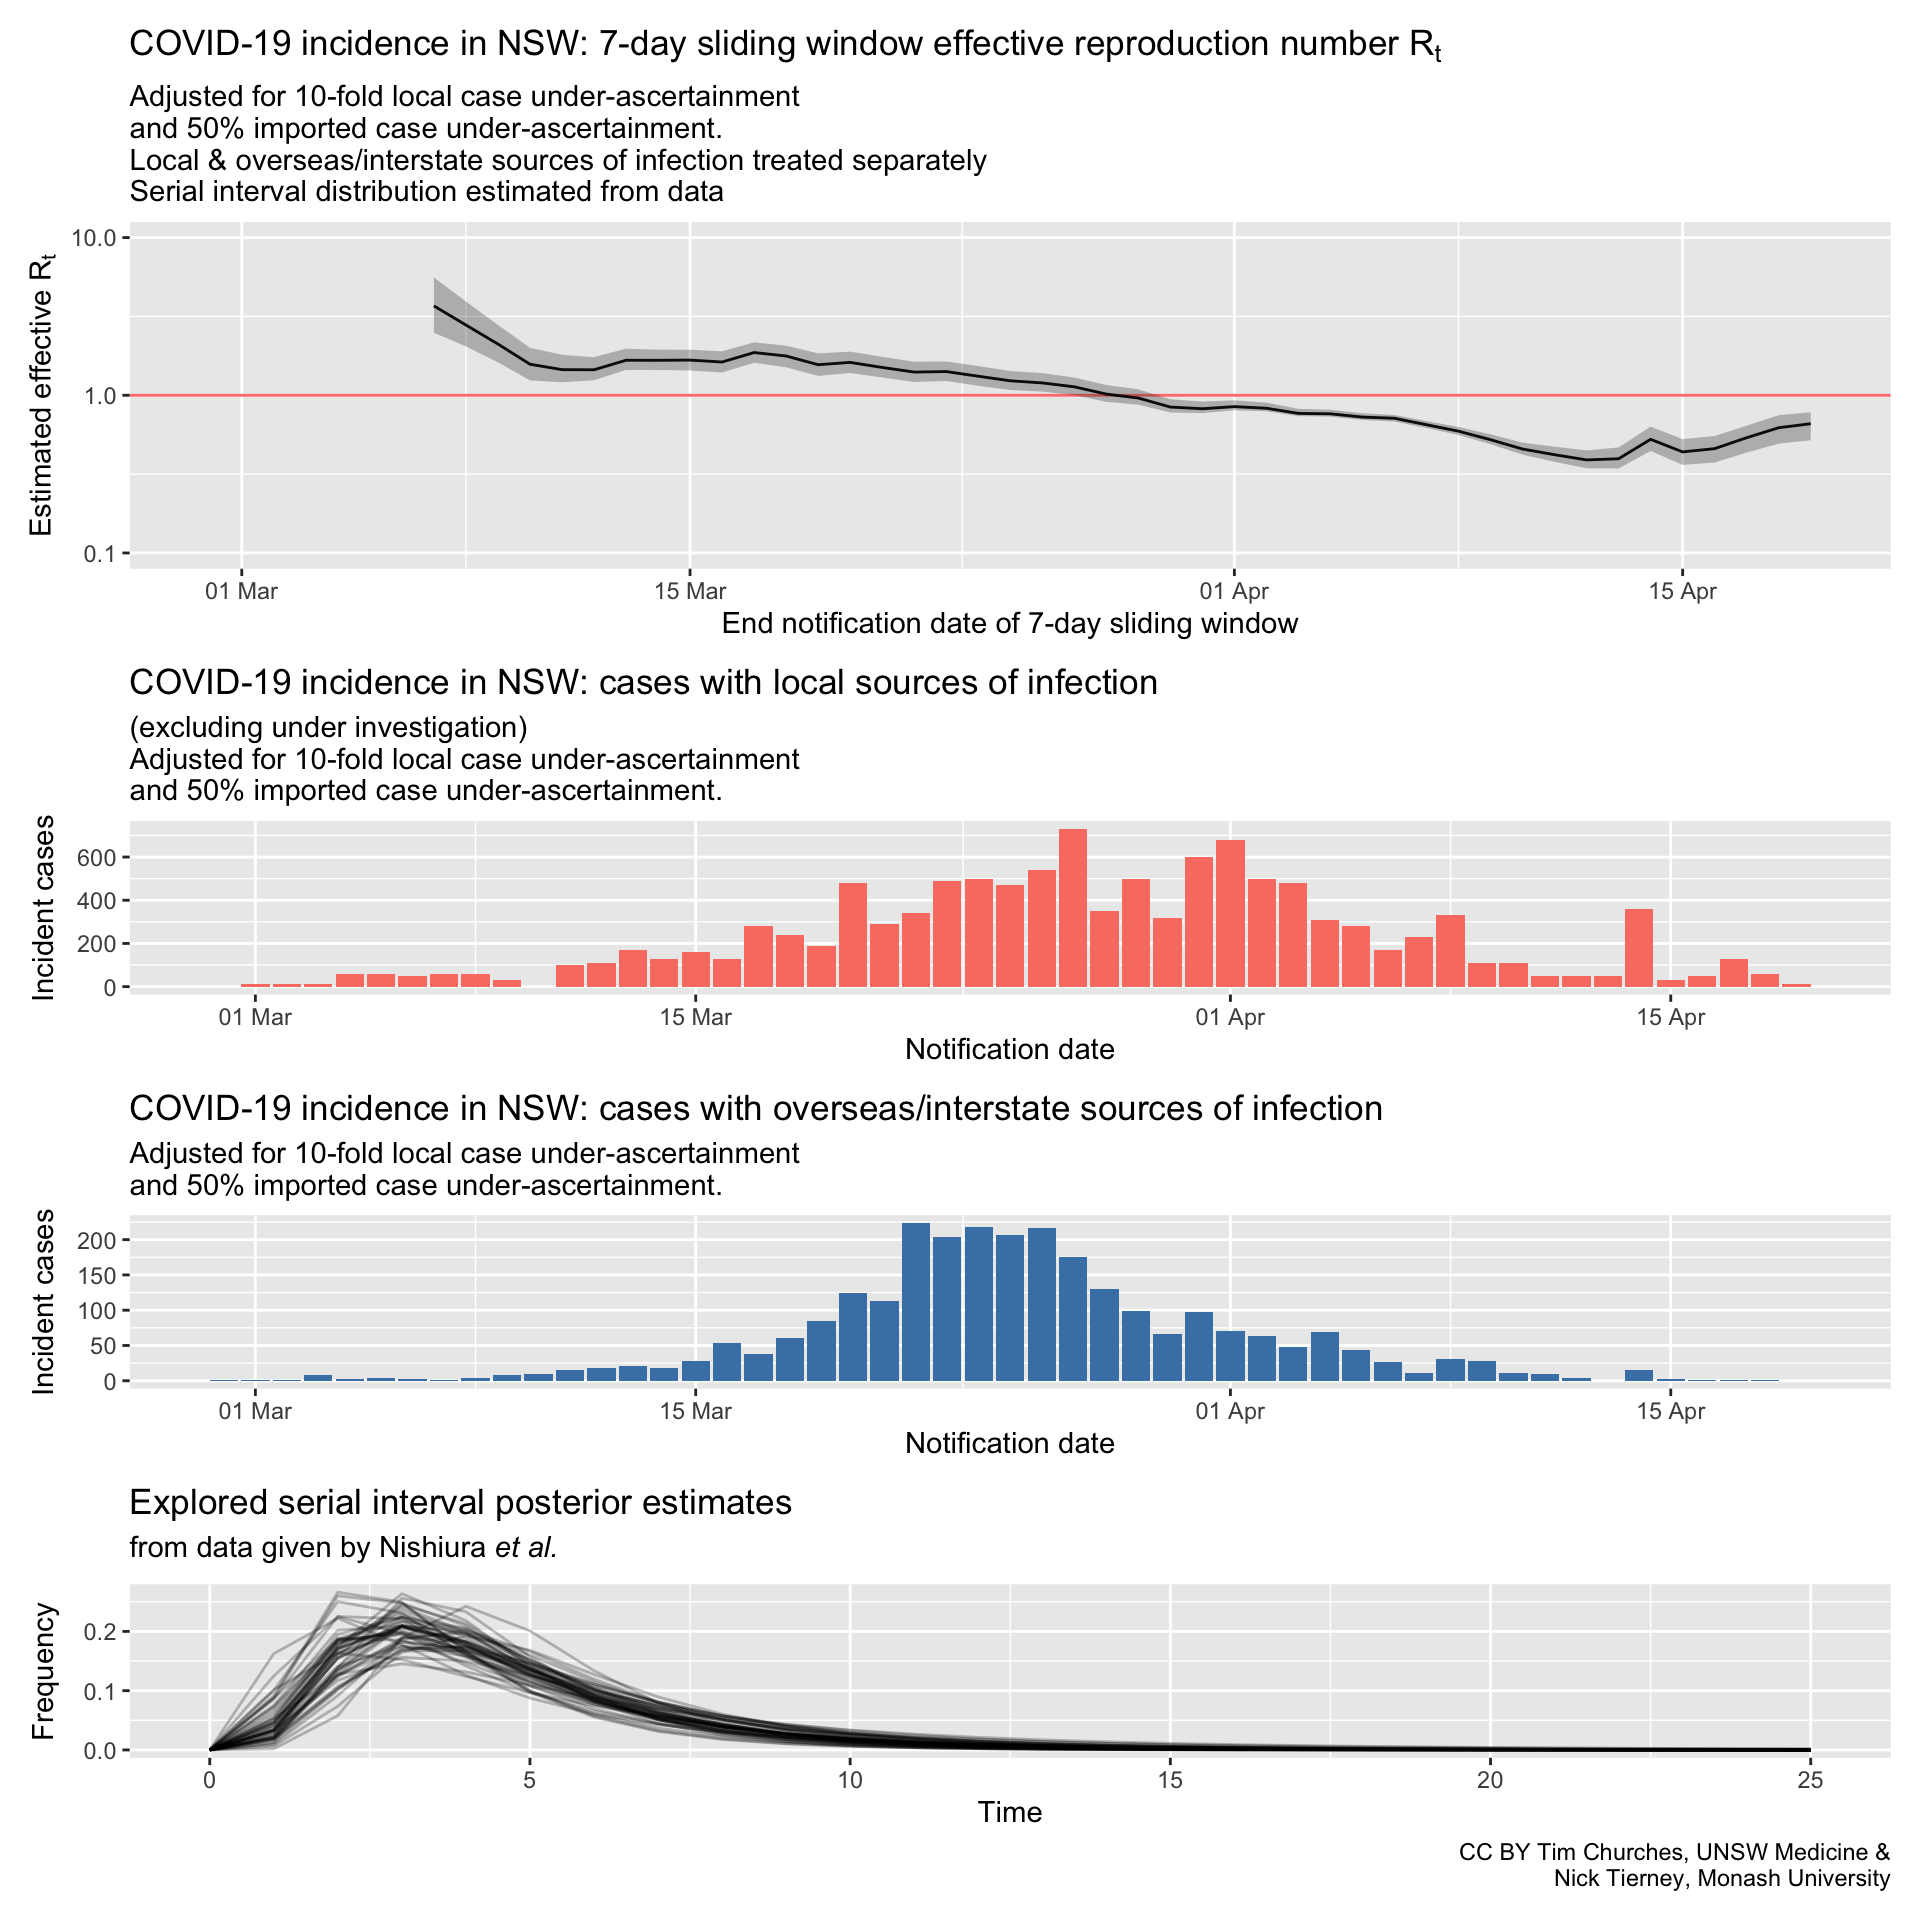 COVID-19 incidence in NSW: 7-day sliding window effective reproduction number Rt
Adjusted for 10-fold local case under-ascertainment
and 50% imported case under-ascertainment.
Local & overseas/interstate sources of infection treated separately
Serial interval distribution estimated from data
Estimated effective Rt
10.0
1.0
0.1
01 Mar 15 Mar 01 Apr 15 Apr
End notification date of 7-day sliding window
COVID-19 incidence in NSW: cases with local sources of infection
(excluding under investigation)
Adjusted for 10-fold local case under-ascertainment
and 50% imported case under-ascertainment.
Incident cases
600
400
200
0
01 Mar 15 Mar 01 Apr 15 Apr
Notification date
COVID-19 incidence in NSW: cases with overseas/interstate sources of infection
Adjusted for 10-fold local case under-ascertainment
and 50% imported case under-ascertainment.
Incident cases
200
150
100
50
0
01 Mar 15 Mar 01 Apr 15 Apr
Notification date
Explored serial interval posterior estimates
from data given by Nishiura et al.
Frequency
0.2
0.1
0.0
0 5 10 15 20 25
Time
CC BY Tim Churches, UNSW Medicine &
Nick Tierney, Monash University